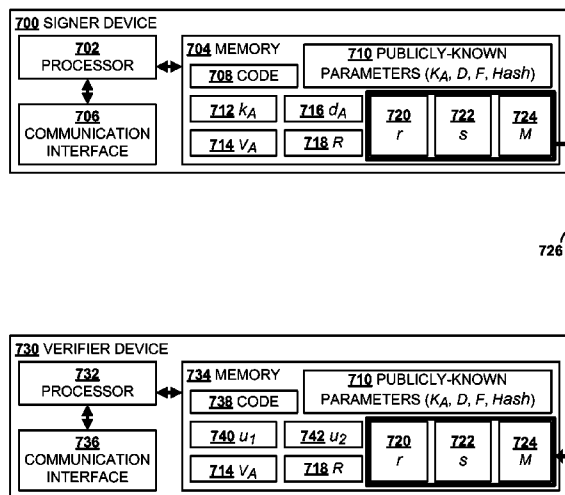 700 SIGNER DEVICE
702
PROCESSOR
704 MEMORY
708 CODE
710 PUBLICLY-KNOWN
PARAMETERS (KA, D, F, Hash)
706
COMMUNICATION
INTERFACE
712 kA
716 dA
714 VA
718 R
720
r
722
s
724
M
726
730 VERIFIER DEVICE
732
PROCESSOR
734 MEMORY
738 CODE
710 PUBLICLY-KNOWN
PARAMETERS (KA, D, F, Hash)
736
COMMUNICATION
INTERFACE
740 u1
742 u2
714 VA
718 R
720
r
722
s
724
M